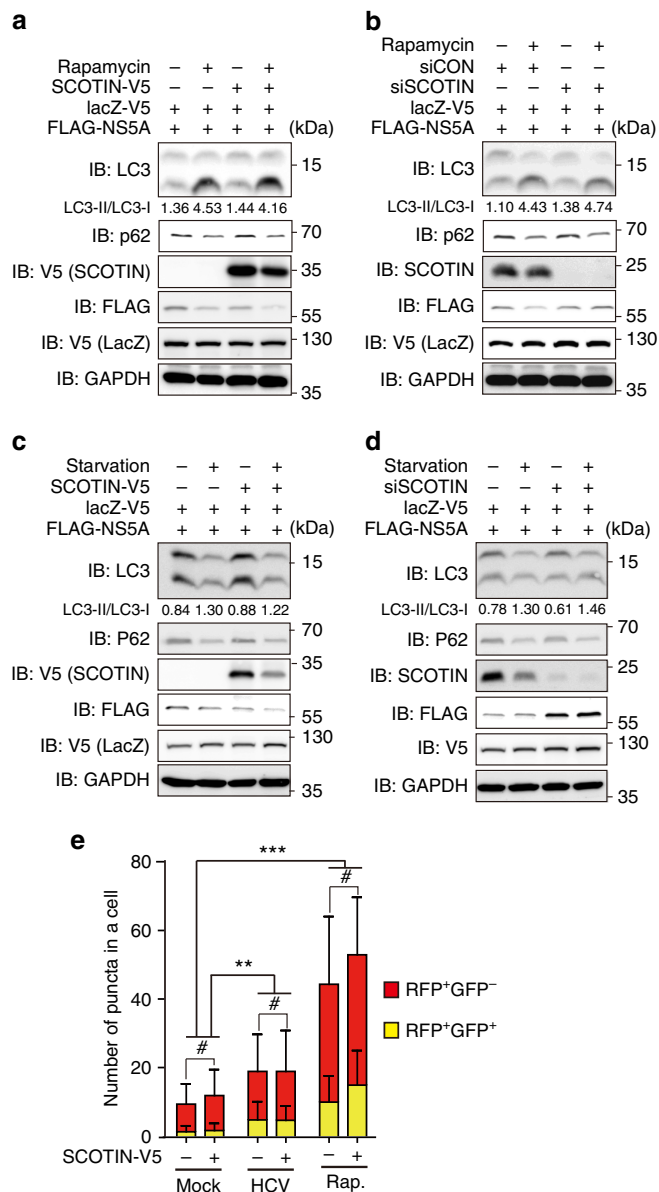 a
Rapamycin – + – +
SCOTIN-V5 – – + +
lacZ-V5 + + + +
FLAG-NS5A + + + + (kDa)
IB: LC3 15
LC3-II/LC3-I 1.36 4.53 1.44 4.16
IB: p62 70
IB: V5 (SCOTIN) 35
IB: FLAG 55
IB: V5 (LacZ) 130
IB: GAPDH 35
b
Rapamycin – + – +
siCON + + – –
siSCOTIN – – + +
lacZ-V5 + + + +
FLAG-NS5A + + + + (kDa)
IB: LC3 15
LC3-II/LC3-I 1.10 4.43 1.38 4.74
IB: p62 70
IB: SCOTIN 25
IB: FLAG 55
IB: V5 (LacZ) 130
IB: GAPDH 35
c
Starvation – + – +
SCOTIN-V5 – – + +
lacZ-V5 + + + +
FLAG-NS5A + + + + (kDa)
IB: LC3 15
LC3-II/LC3-I 0.84 1.30 0.88 1.22
IB: P62 70
IB: V5 (SCOTIN) 35
IB: FLAG 55
IB: V5 (LacZ) 130
IB: GAPDH 35
d
Starvation – + – +
siSCOTIN – – + +
lacZ-V5 + + + +
FLAG-NS5A + + + + (kDa)
IB: LC3 15
LC3-II/LC3-I 0.78 1.30 0.61 1.46
IB: P62 70
IB: SCOTIN 25
IB: FLAG 55
IB: V5 130
IB: GAPDH 35
e
Number of puncta in a cell
80
60
40
20
0
***
**
# # #
RFP⁺GFP⁻
RFP⁺GFP⁺
SCOTIN-V5 – + – + – +
Mock HCV Rap.